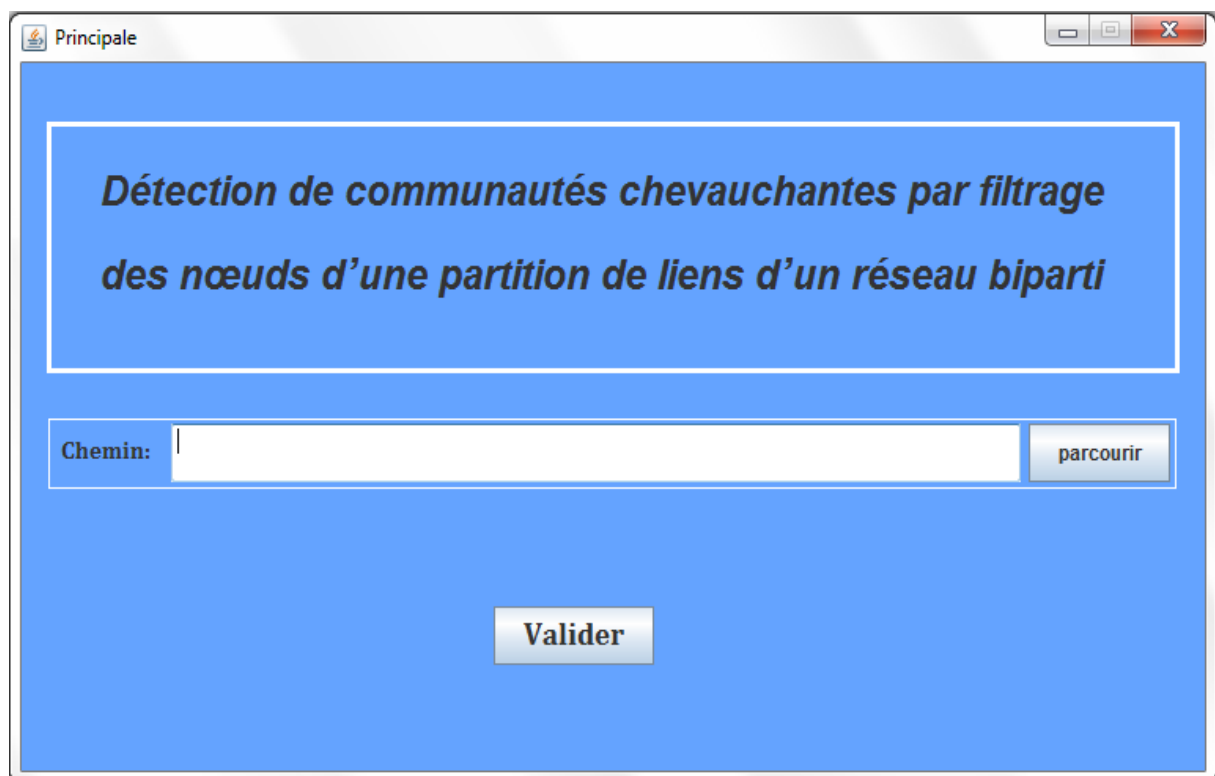 Principale
Détection de communautés chevauchantes par filtrage
des nœuds d’une partition de liens d’un réseau biparti
Chemin:
parcourir
Valider